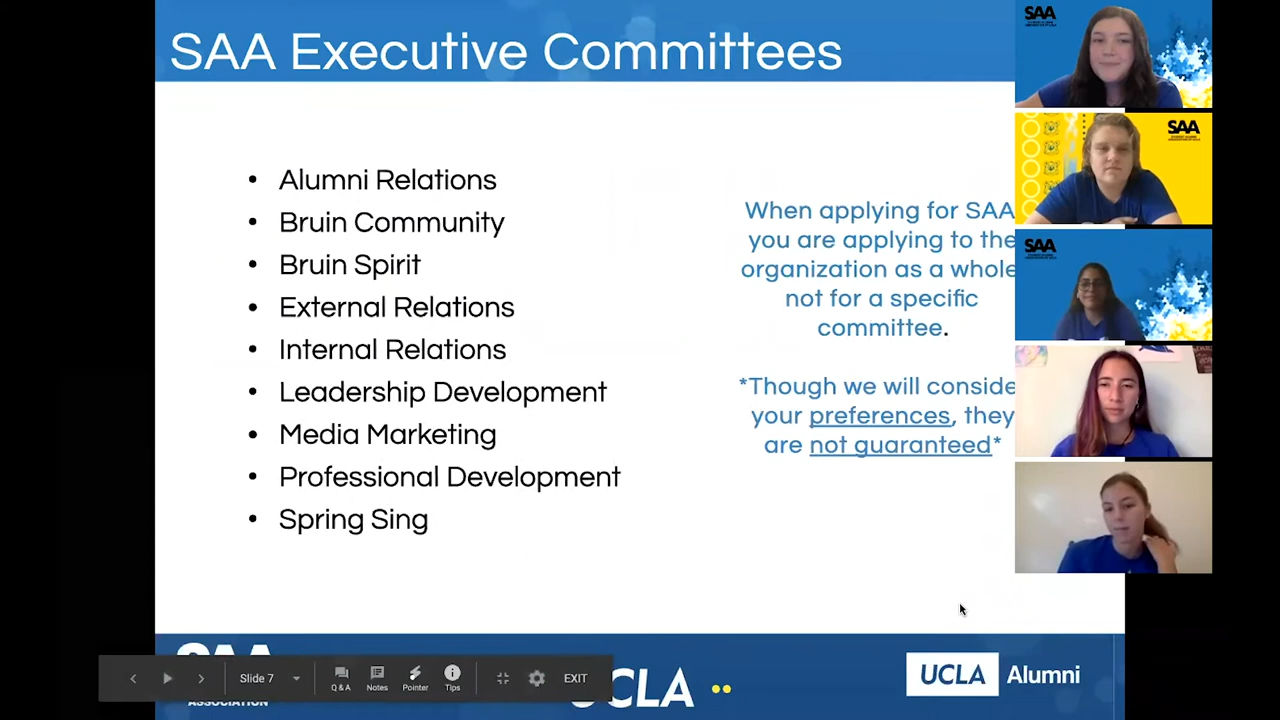 SAA Executive Committees
• Alumni Relations
• Bruin Community
• Bruin Spirit
• External Relations
• Internal Relations
• Leadership Development
• Media Marketing
• Professional Development
• Spring Sing
When applying for SAA
you are applying to the
organization as a whole
not for a specific
committee.
*Though we will conside
your preferences, they
are not guaranteed*
SAA
SAA
SAA
SAA
ASSOCIATION
UCLA
UCLA Alumni
Slide 7
Q & A
Notes
Pointer
Tips
EXIT